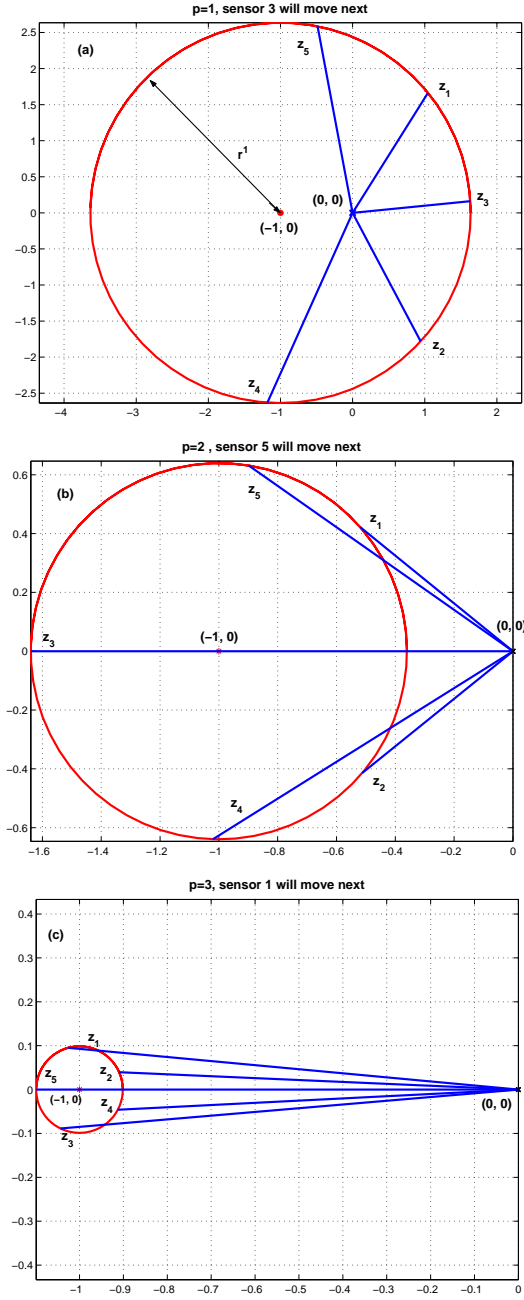 p=1, sensor 3 will move next
(a)
z5
z1
r1
z3
(0, 0)
(−1, 0)
z2
z4
2.5
2
1.5
1
0.5
0
−0.5
−1
−1.5
−2
−2.5
−4 −3 −2 −1 0 1 2
p=2 , sensor 5 will move next
(b)
z5
z1
(0, 0)
(−1, 0)
z3
z4
z2
0.6
0.4
0.2
0
−0.2
−0.4
−0.6
−1.6 −1.4 −1.2 −1 −0.8 −0.6 −0.4 −0.2 0
p=3, sensor 1 will move next
(c)
z1
z2
z5
(−1, 0)
z4
(0, 0)
z3
0.4
0.3
0.2
0.1
0
−0.1
−0.2
−0.3
−0.4
−1 −0.9 −0.8 −0.7 −0.6 −0.5 −0.4 −0.3 −0.2 −0.1 0